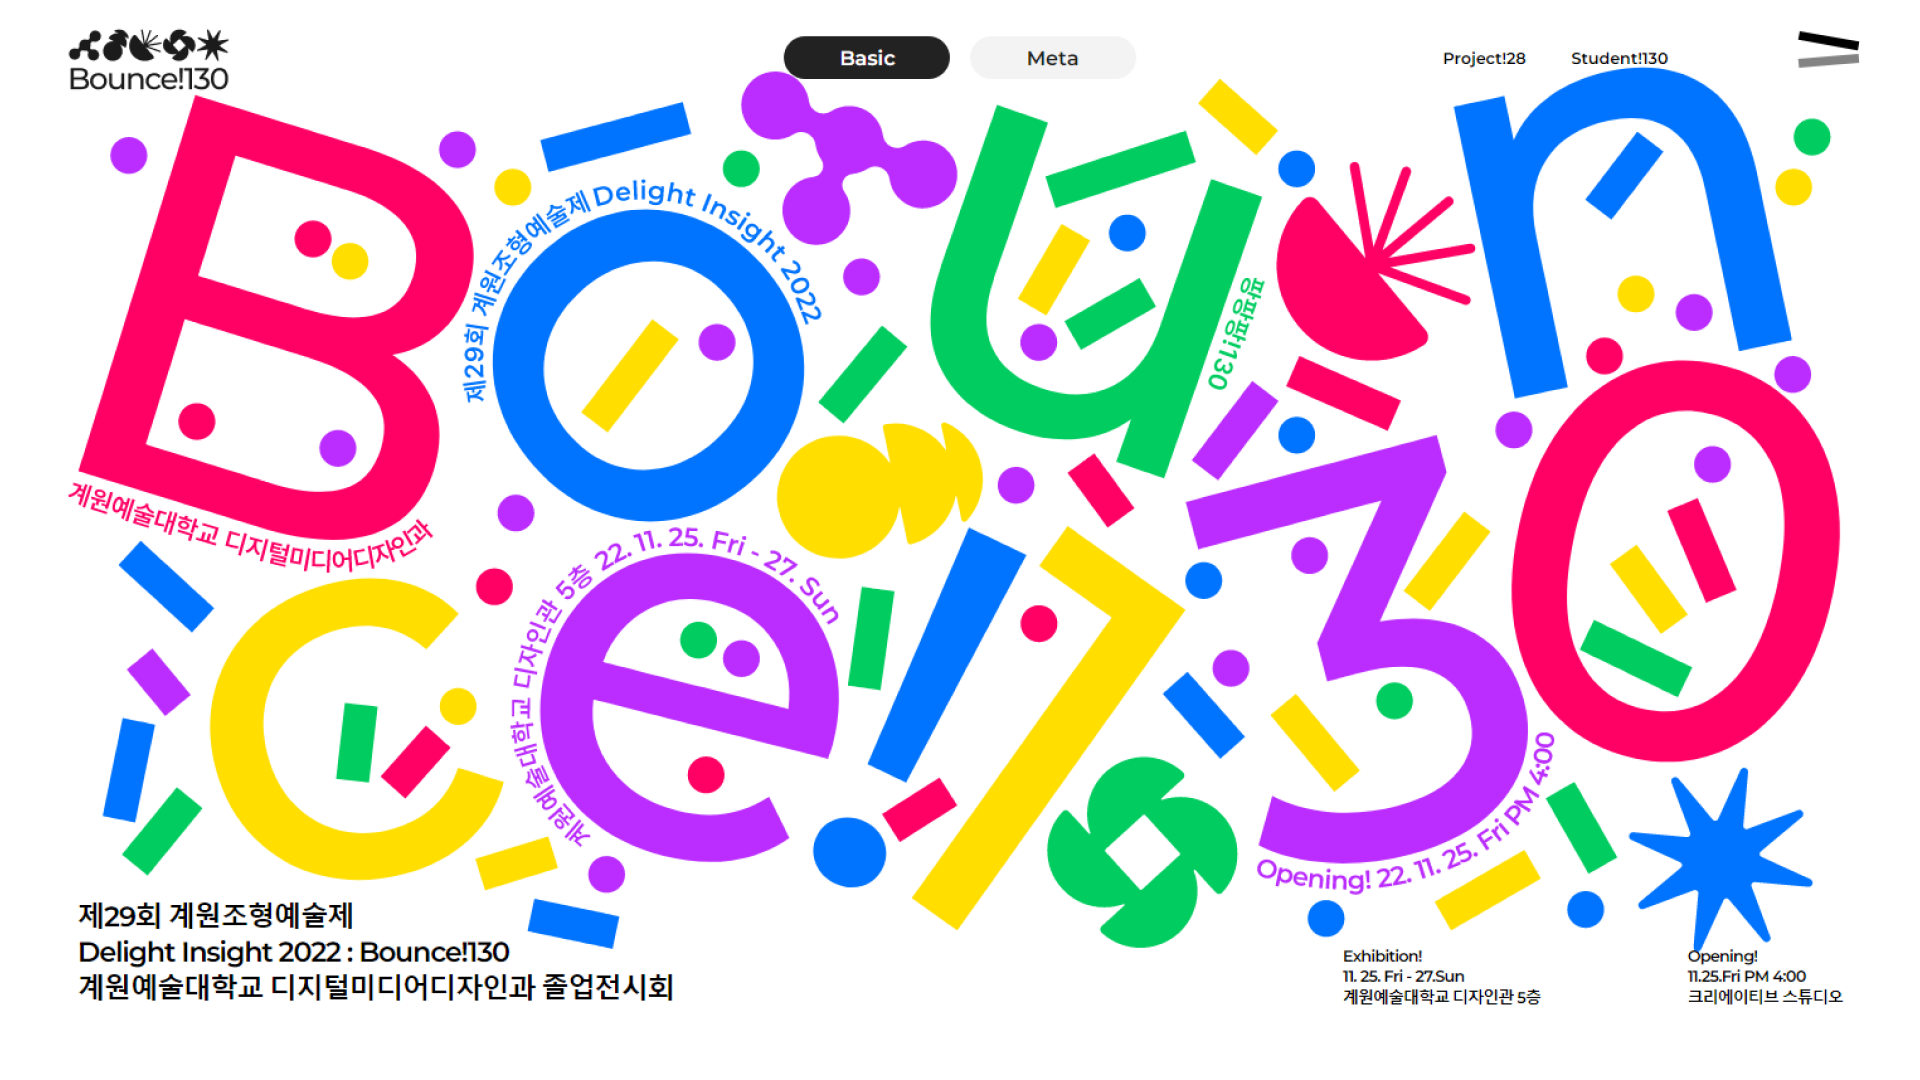 Bounce!130
Basic
Meta
Project!28
Student!130
Bounce!130
계원예술대학교 디지털미디어디자인과
제29회 계원조형예술제 Delight Insight 2022
팡팡팡팡!130
계원예술대학교 디자인관 5층 22. 11. 25. Fri - 27. Sun
Opening! 22. 11. 25. Fri PM 4:00
제29회 계원조형예술제
Delight Insight 2022 : Bounce!130
계원예술대학교 디지털미디어디자인과 졸업전시회
Exhibition!
11. 25. Fri - 27.Sun
계원예술대학교 디자인관 5층
Opening!
11.25.Fri PM 4:00
크리에이티브 스튜디오